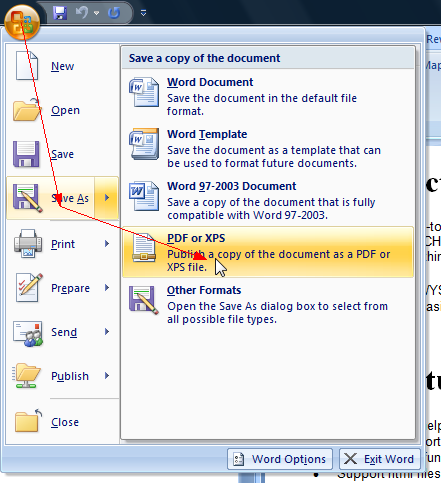 Rev
New
Save a copy of the document
Map
Word Document
Save the document in the default file
format.
Open
Word Template
Save the document as a template that can
be used to format future documents.
Save
Word 97-2003 Document
Save a copy of the document that is fully
compatible with Word 97-2003.
Save As
PDF or XPS
Publish a copy of the document as a PDF or
XPS file.
Print
Other Formats
Open the Save As dialog box to select from
all possible file types.
Prepare
Send
Publish
Close
Word Options
Exit Word
Support html files